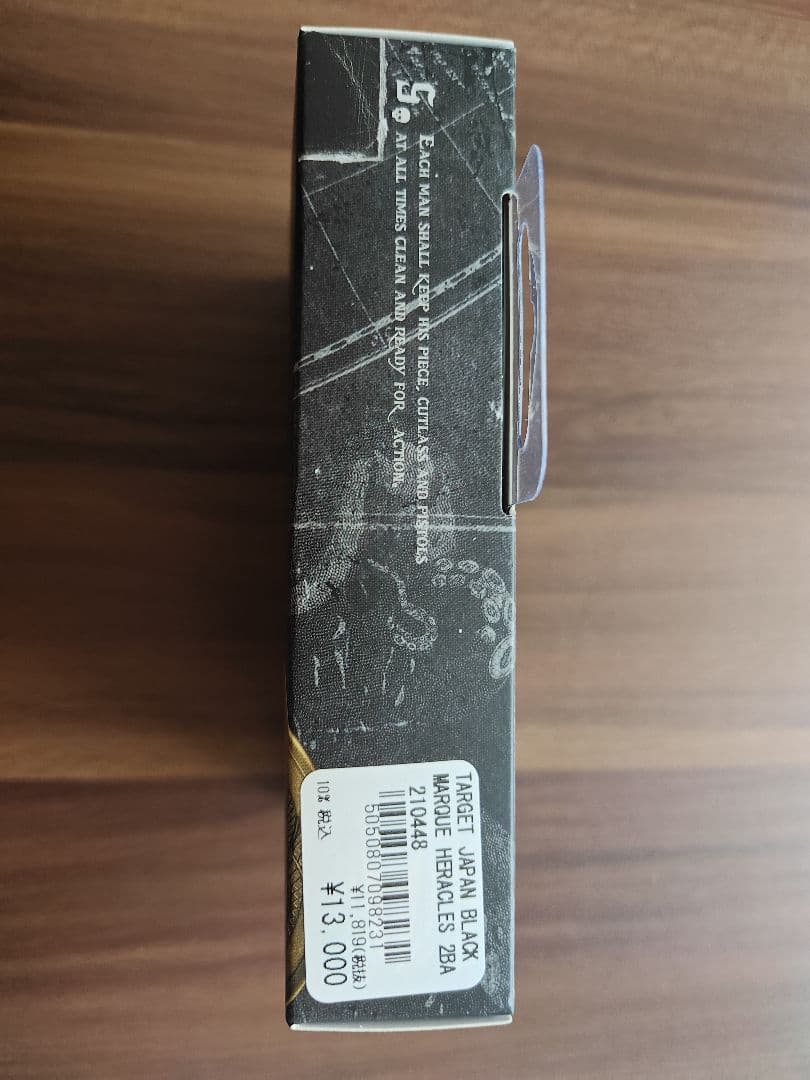 5. EACH MAN SHALL KEEP HIS PIECE, CUTLASS AND PISTOLS
AT ALL TIMES CLEAN AND READY FOR ACTION.
TARGET JAPAN BLACK
MARQUE HERACLES 2BA
210448
5050807098231
¥11,819(税抜)
10% 税込 ¥13,000